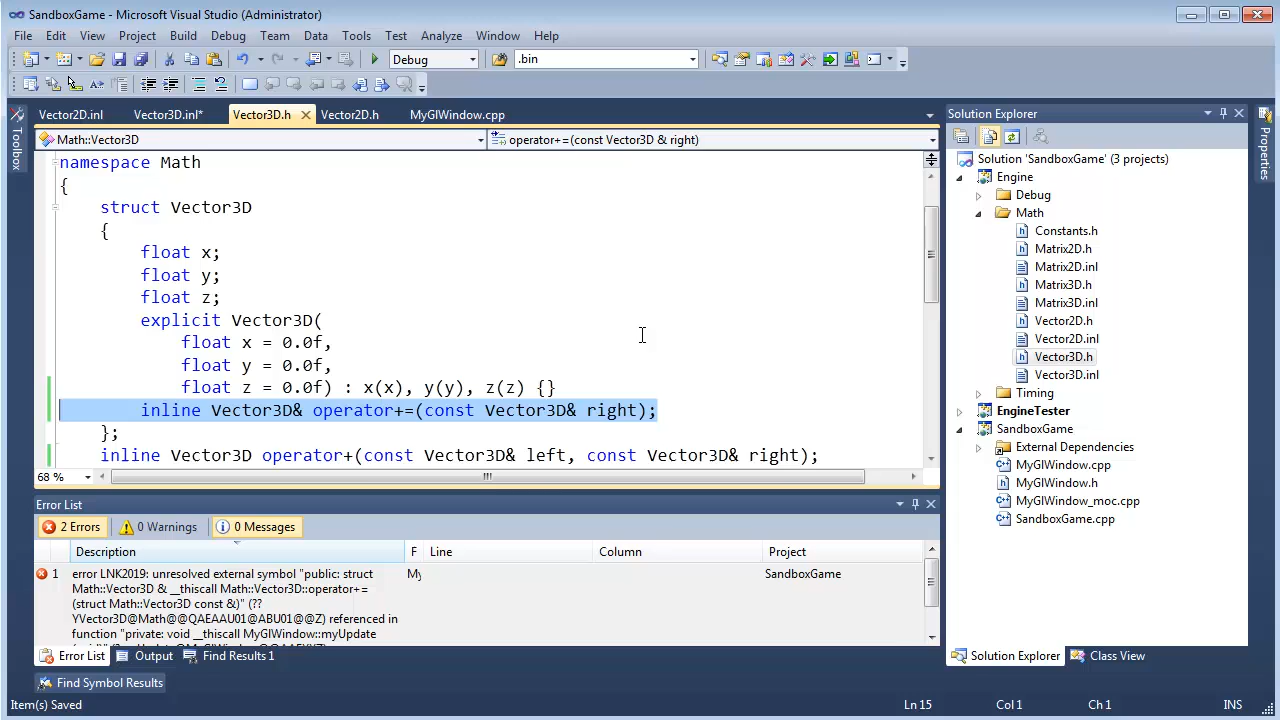 SandboxGame - Microsoft Visual Studio (Administrator)
File Edit View Project Build Debug Team Data Tools Test Analyze Window Help
Debug .bin
Vector2D.inl Vector3D.inl* Vector3D.h Vector2D.h MyGlWindow.cpp
Math::Vector3D operator+=(const Vector3D & right)
namespace Math
{
struct Vector3D
{
float x;
float y;
float z;
explicit Vector3D(
float x = 0.0f,
float y = 0.0f,
float z = 0.0f) : x(x), y(y), z(z) {}
inline Vector3D& operator+=(const Vector3D& right);
};
inline Vector3D operator+(const Vector3D& left, const Vector3D& right);
68 %
Error List
2 Errors 0 Warnings 0 Messages
Description F Line Column Project
1 error LNK2019: unresolved external symbol "public: struct My SandboxGame
Math::Vector3D & __thiscall Math::Vector3D::operator+=
(struct Math::Vector3D const &)" (??
YVector3D@Math@@QAEAAU01@ABU01@@Z) referenced in
function "private: void __thiscall MyGlWindow::myUpdate
Error List Output Find Results 1
Find Symbol Results
Item(s) Saved Ln 15 Col 1 Ch 1 INS
Toolbox
Solution Explorer
Solution 'SandboxGame' (3 projects)
Engine
Debug
Math
Constants.h
Matrix2D.h
Matrix2D.inl
Matrix3D.h
Matrix3D.inl
Vector2D.h
Vector2D.inl
Vector3D.h
Vector3D.inl
Timing
EngineTester
SandboxGame
External Dependencies
MyGlWindow.cpp
MyGlWindow.h
MyGlWindow_moc.cpp
SandboxGame.cpp
Solution Explorer Class View
Properties